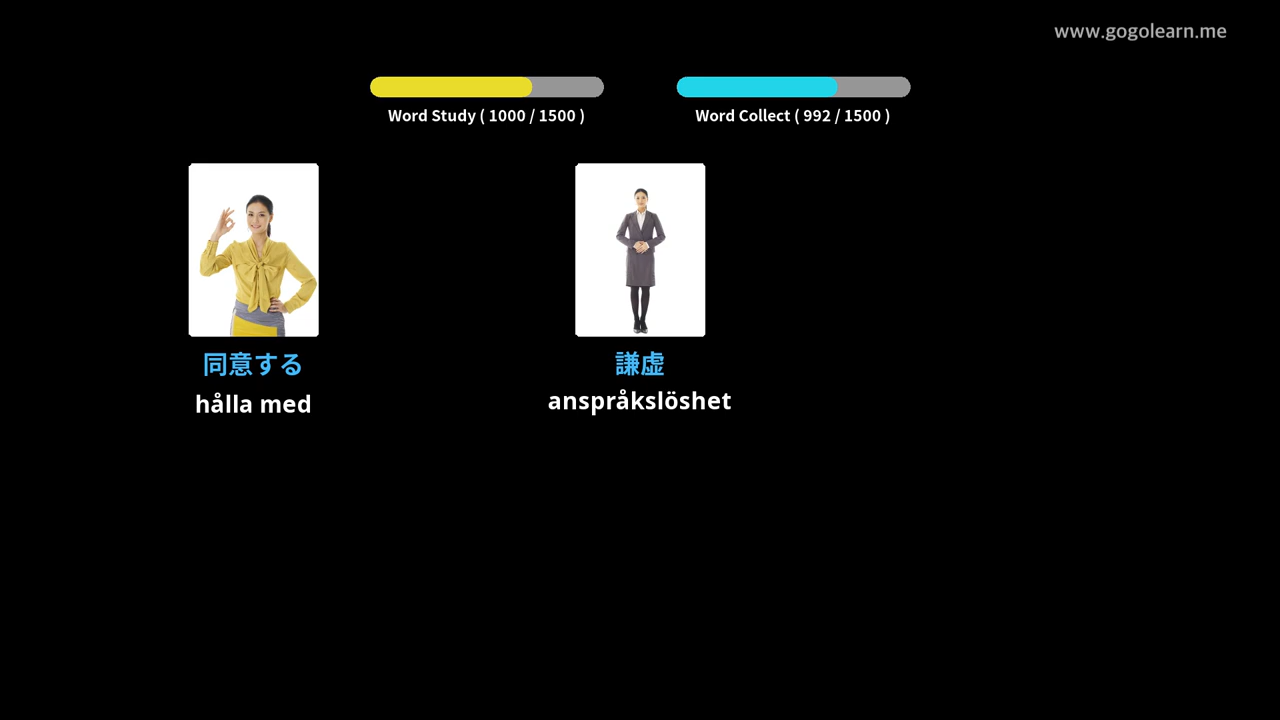 www.gogolearn.me
Word Study ( 1000 / 1500 )
Word Collect ( 992 / 1500 )
同意する
hålla med
謙虚
anspråkslöshet